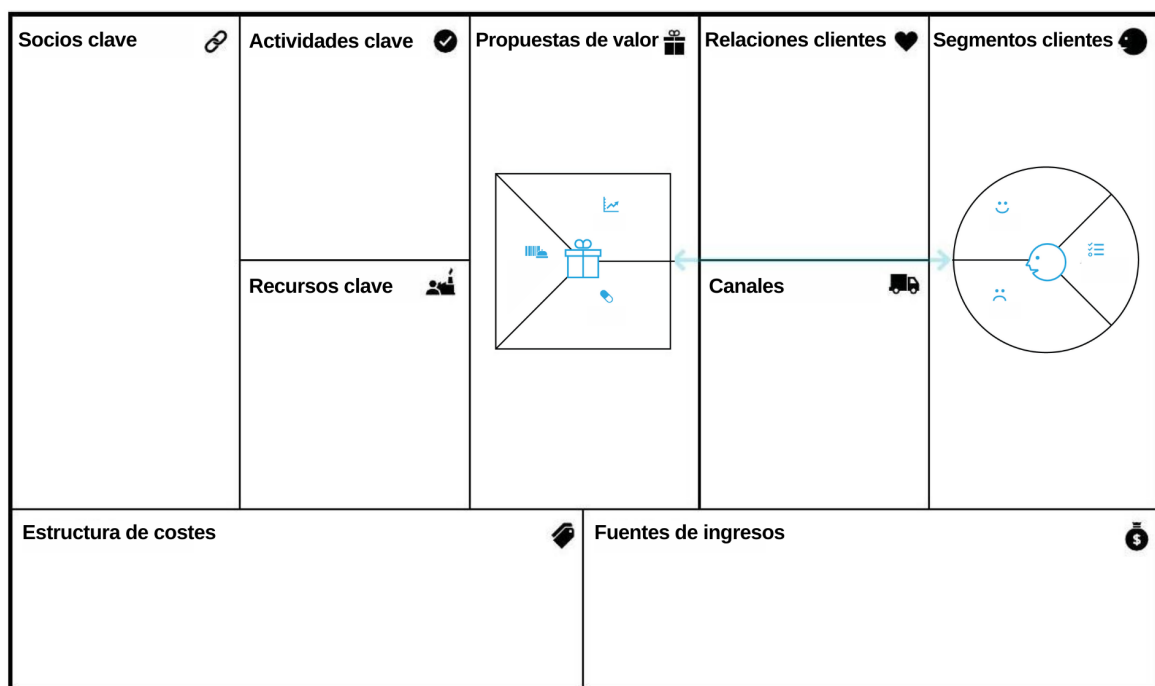 Socios clave
Actividades clave
Propuestas de valor
Relaciones clientes
Segmentos clientes
Recursos clave
Canales
Estructura de costes
Fuentes de ingresos
$